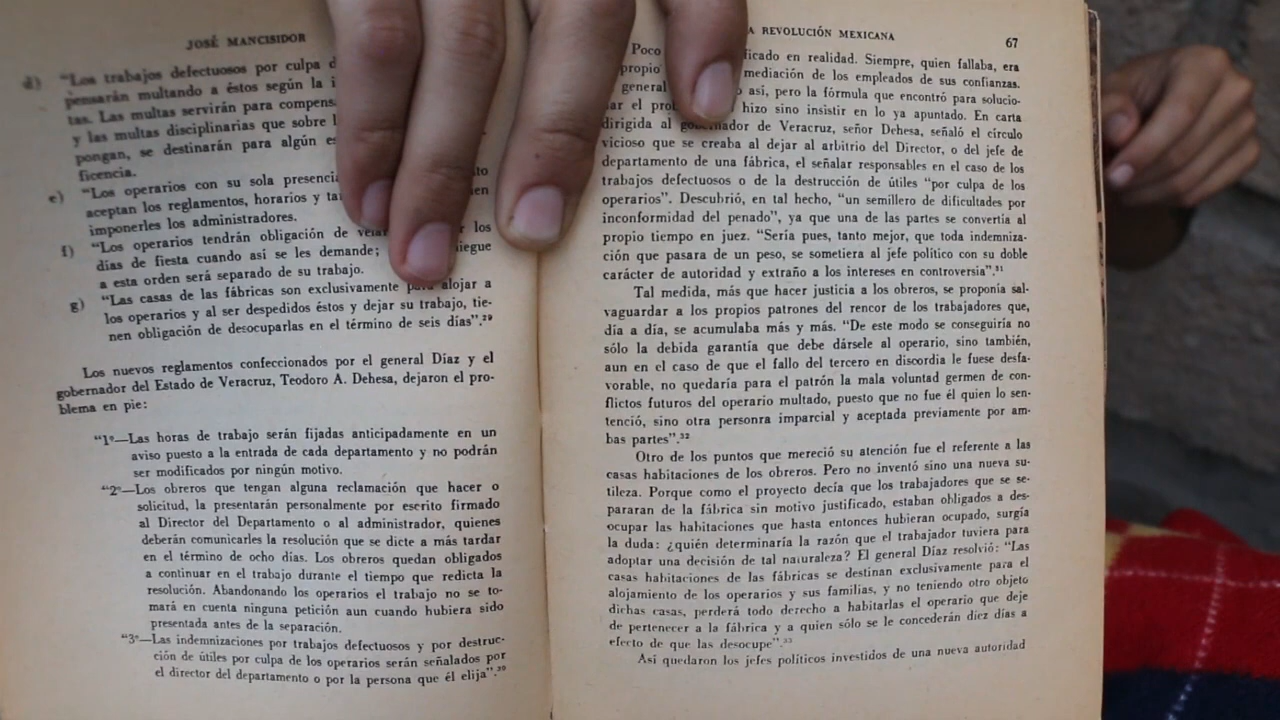 JOSÉ MANCISIDOR
d) "Los trabajos defectuosos por culpa d
pensarán multando a éstos según la i
tas. Las multas servirán para compens
y las multas disciplinarias que sobre l
pongan, se destinarán para algún es
ficencia.
e) "Los operarios con su sola presencia
aceptan los reglamentos, horarios y ta
imponerles los administradores.
f) "Los operarios tendrán obligación de velar los
días de fiesta cuando así se les demande; niegue
a esta orden será separado de su trabajo.
g) "Las casas de las fábricas son exclusivamente para alojar a
los operarios y al ser despedidos éstos y dejar su trabajo, tie-
nen obligación de desocuparlas en el término de seis días".²⁹
Los nuevos reglamentos confeccionados por el general Díaz y el
gobernador del Estado de Veracruz, Teodoro A. Dehesa, dejaron el pro-
blema en pie:
"1º—Las horas de trabajo serán fijadas anticipadamente en un
aviso puesto a la entrada de cada departamento y no podrán
ser modificados por ningún motivo.
"2º—Los obreros que tengan alguna reclamación que hacer o
solicitud, la presentarán personalmente por escrito firmado
al Director del Departamento o al administrador, quienes
deberán comunicarles la resolución que se dicte a más tardar
en el término de ocho días. Los obreros quedan obligados
a continuar en el trabajo durante el tiempo que redicta la
resolución. Abandonando los operarios el trabajo no se to-
mará en cuenta ninguna petición aun cuando hubiera sido
presentada antes de la separación.
"3º—Las indemnizaciones por trabajos defectuosos y por destruc-
ción de útiles por culpa de los operarios serán señalados por
el director del departamento o por la persona que él elija".³⁰
A REVOLUCIÓN MEXICANA 67
Poco ficado en realidad. Siempre, quien fallaba, era
propio mediación de los empleados de sus confianzas.
general o así, pero la fórmula que encontró para solucio-
nar el pro hizo sino insistir en lo ya apuntado. En carta
dirigida al gobernador de Veracruz, señor Dehesa, señaló el círculo
vicioso que se creaba al dejar al arbitrio del Director, o del jefe de
departamento de una fábrica, el señalar responsables en el caso de los
trabajos defectuosos o de la destrucción de útiles "por culpa de los
operarios". Descubrió, en tal hecho, "un semillero de dificultades por
inconformidad del penado", ya que una de las partes se convertía al
propio tiempo en juez. "Sería pues, tanto mejor, que toda indemniza-
ción que pasara de un peso, se sometiera al jefe político con su doble
carácter de autoridad y extraño a los intereses en controversia".³¹
Tal medida, más que hacer justicia a los obreros, se proponía sal-
vaguardar a los propios patrones del rencor de los trabajadores que,
día a día, se acumulaba más y más. "De este modo se conseguiría no
sólo la debida garantía que debe dársele al operario, sino también,
aun en el caso de que el fallo del tercero en discordia le fuese desfa-
vorable, no quedaría para el patrón la mala voluntad germen de con-
flictos futuros del operario multado, puesto que no fue él quien lo sen-
tenció, sino otra personra imparcial y aceptada previamente por am-
bas partes".³²
Otro de los puntos que mereció su atención fue el referente a las
casas habitaciones de los obreros. Pero no inventó sino una nueva su-
tileza. Porque como el proyecto decía que los trabajadores que se se-
pararan de la fábrica sin motivo justificado, estaban obligados a des-
ocupar las habitaciones que hasta entonces hubieran ocupado, surgía
la duda: ¿quién determinaría la razón que el trabajador tuviera para
adoptar una decisión de tal naturaleza? El general Díaz resolvió: "Las
casas habitaciones de las fábricas se destinan exclusivamente para el
alojamiento de los operarios y sus familias, y no teniendo otro objeto
dichas casas, perderá todo derecho a habitarlas el operario que deje
de pertenecer a la fábrica y a quien sólo se le concederán diez días a
efecto de que las desocupe".³³
Así quedaron los jefes políticos investidos de una nueva autoridad